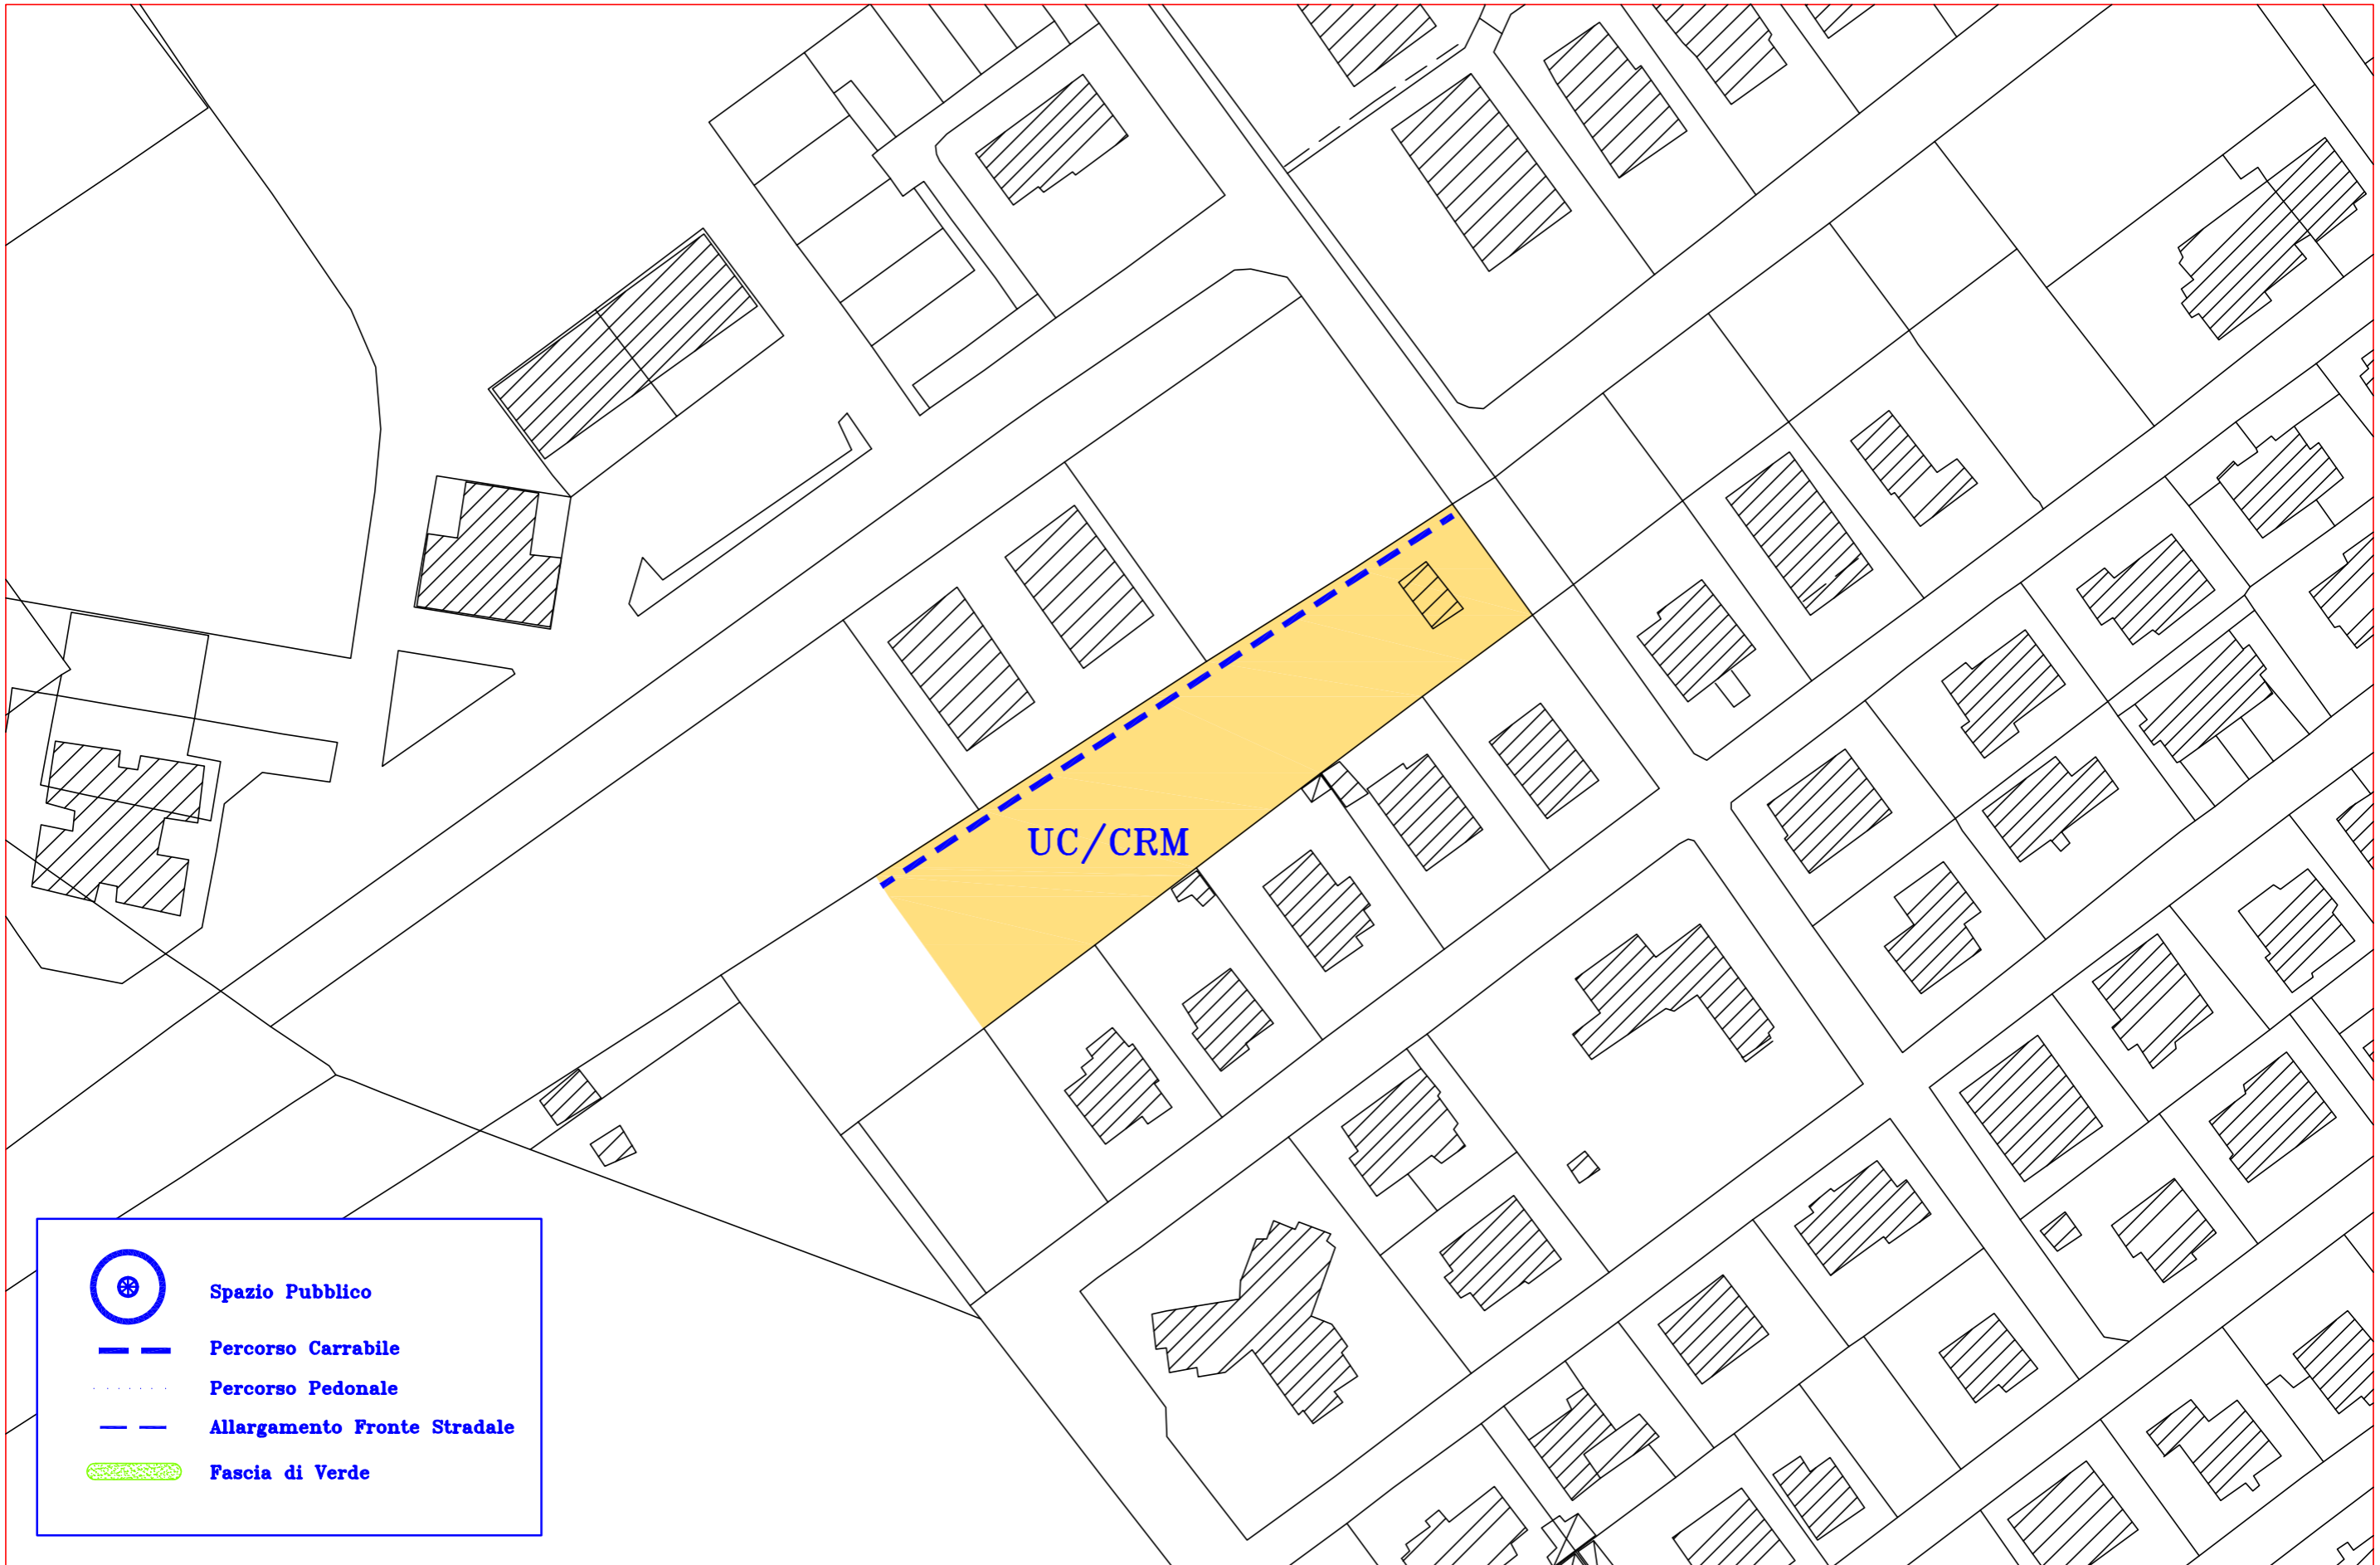 UC/CRM
Spazio Pubblico
Percorso Carrabile
Percorso Pedonale
Allargamento Fronte Stradale
Fascia di Verde